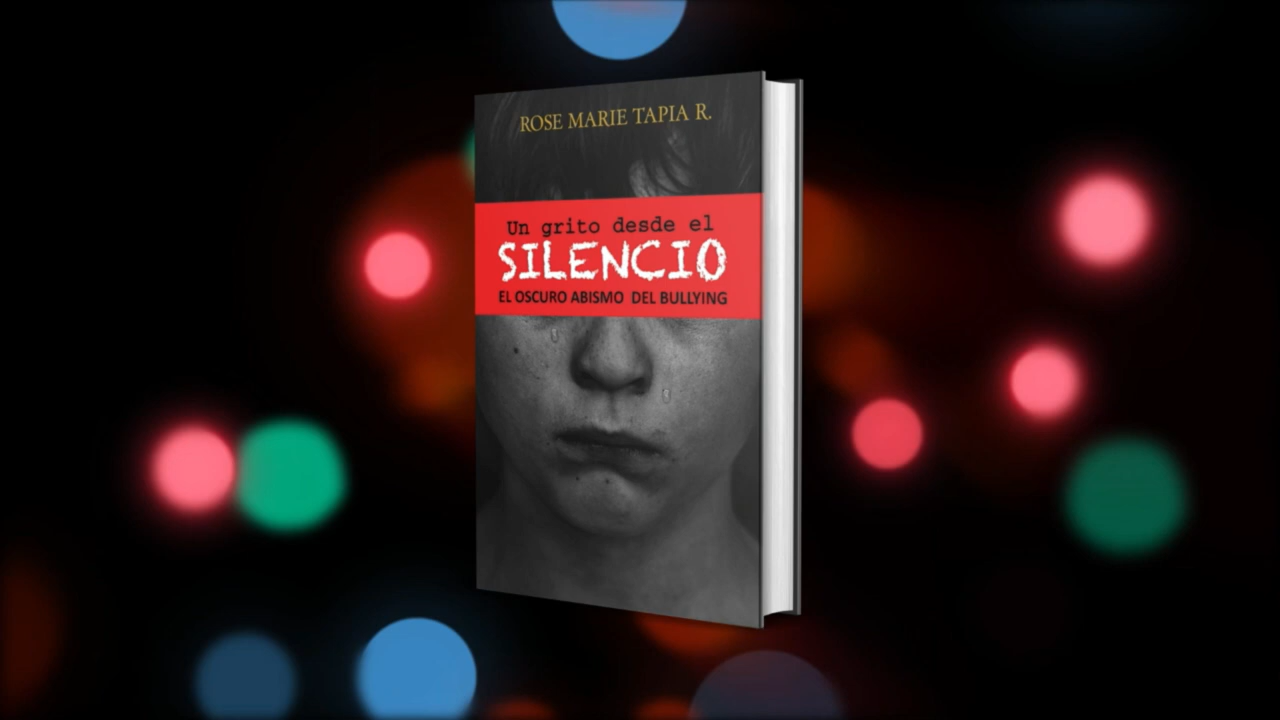 ROSE MARIE TAPIA R.
Un grito desde el
SILENCIO
EL OSCURO ABISMO DEL BULLYING